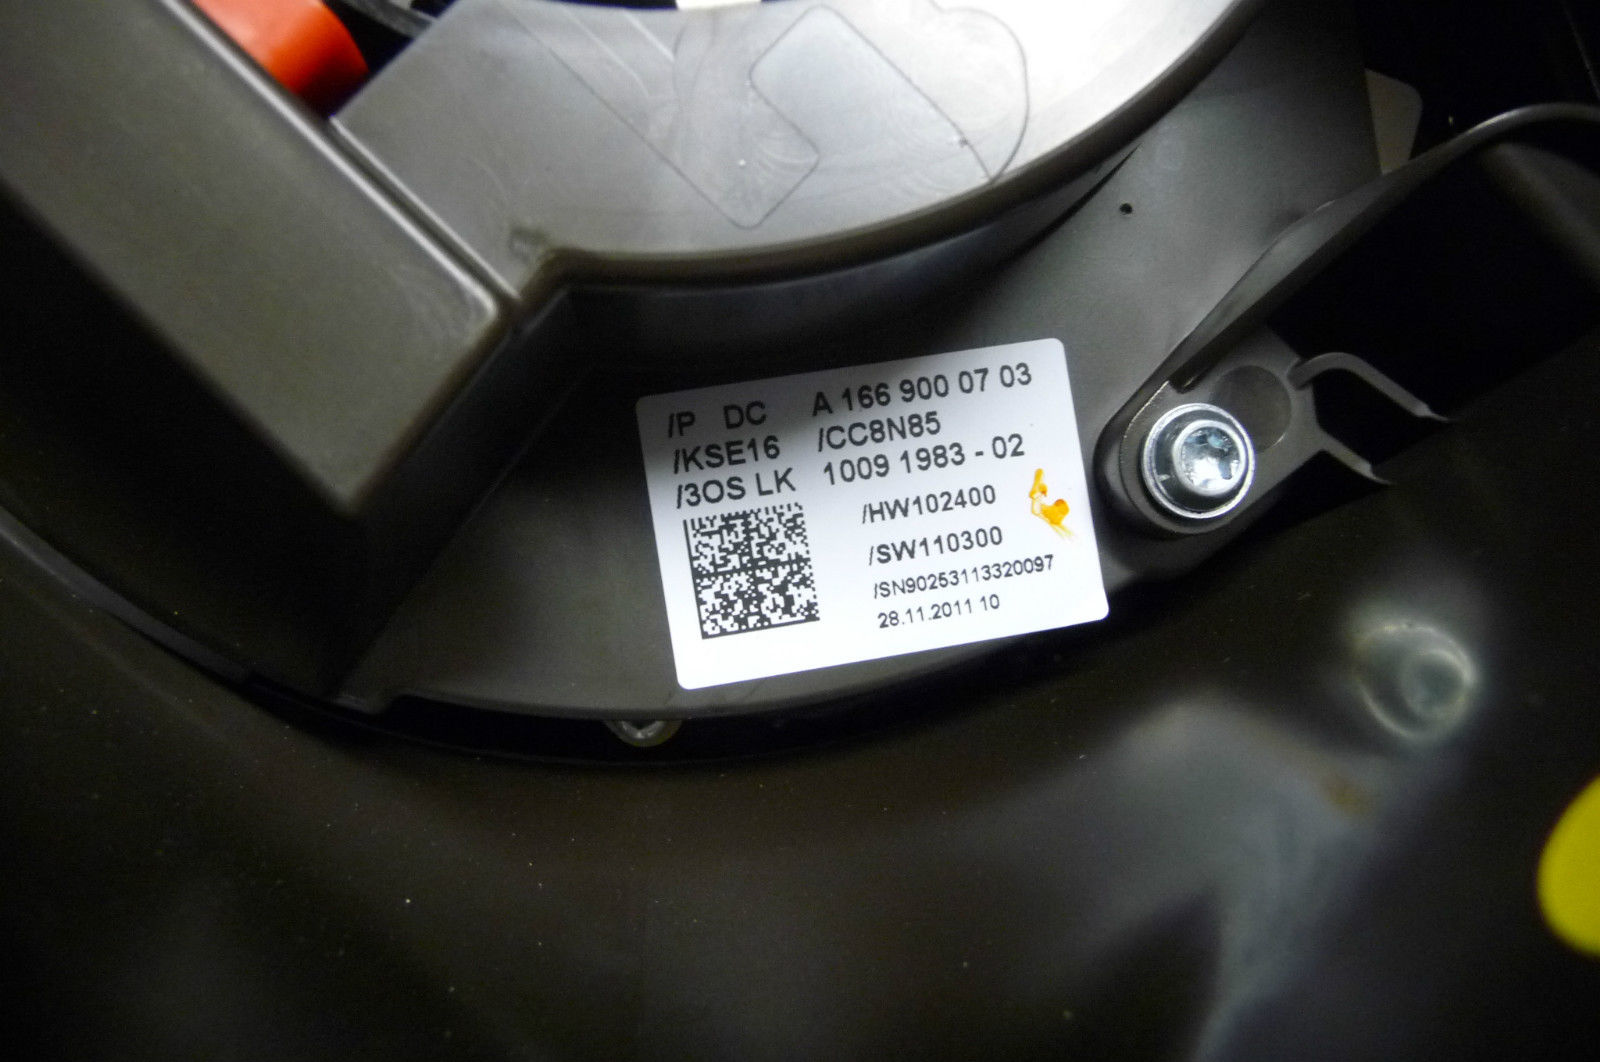 /P DC A 166 900 07 03
/KSE16 /CC8N85
/3OS LK 1009 1983 - 02
/HW102400
/SW110300
/SN90253113320097
28.11.2011 10